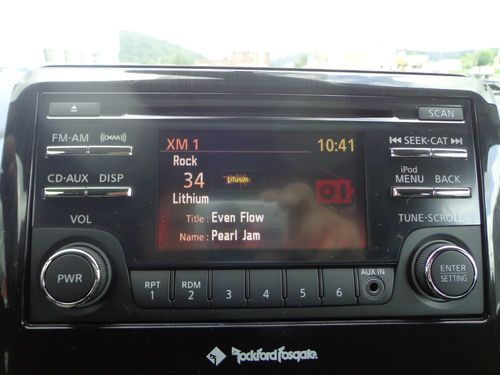 SCAN
FM·AM ((XM))
SEEK·CAT
CD·AUX DISP
iPod
MENU BACK
XM 1 10:41
Rock
34 LITHIUM
Lithium
Title : Even Flow
Name : Pearl Jam
VOL
TUNE·SCROLL
PWR
ENTER
SETTING
RPT RDM AUX IN
1 2 3 4 5 6
Rockford Fosgate